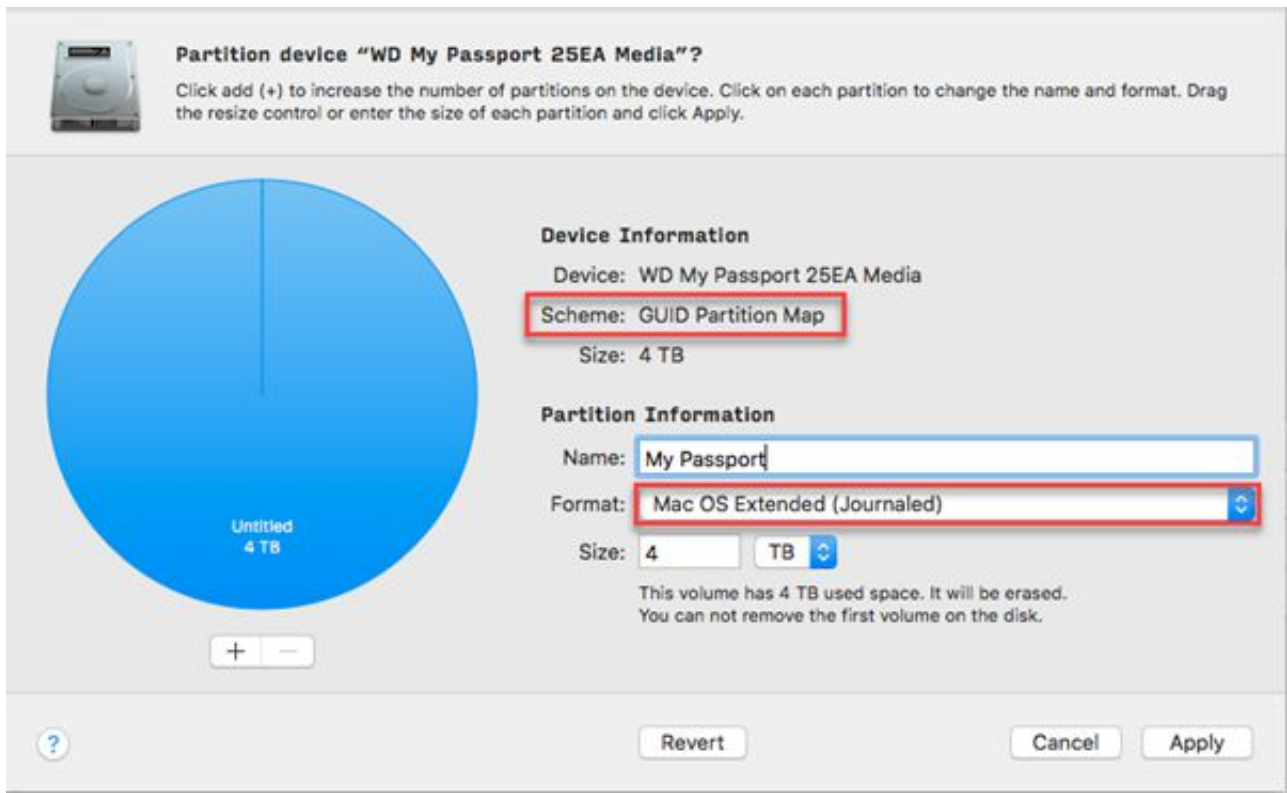 Partition device “WD My Passport 25EA Media”?
Click add (+) to increase the number of partitions on the device. Click on each partition to change the name and format. Drag
the resize control or enter the size of each partition and click Apply.
Untitled
4 TB
+ −
Device Information
Device: WD My Passport 25EA Media
Scheme: GUID Partition Map
Size: 4 TB
Partition Information
Name: My Passport
Format: Mac OS Extended (Journaled)
Size: 4 TB
This volume has 4 TB used space. It will be erased.
You can not remove the first volume on the disk.
? Revert Cancel Apply